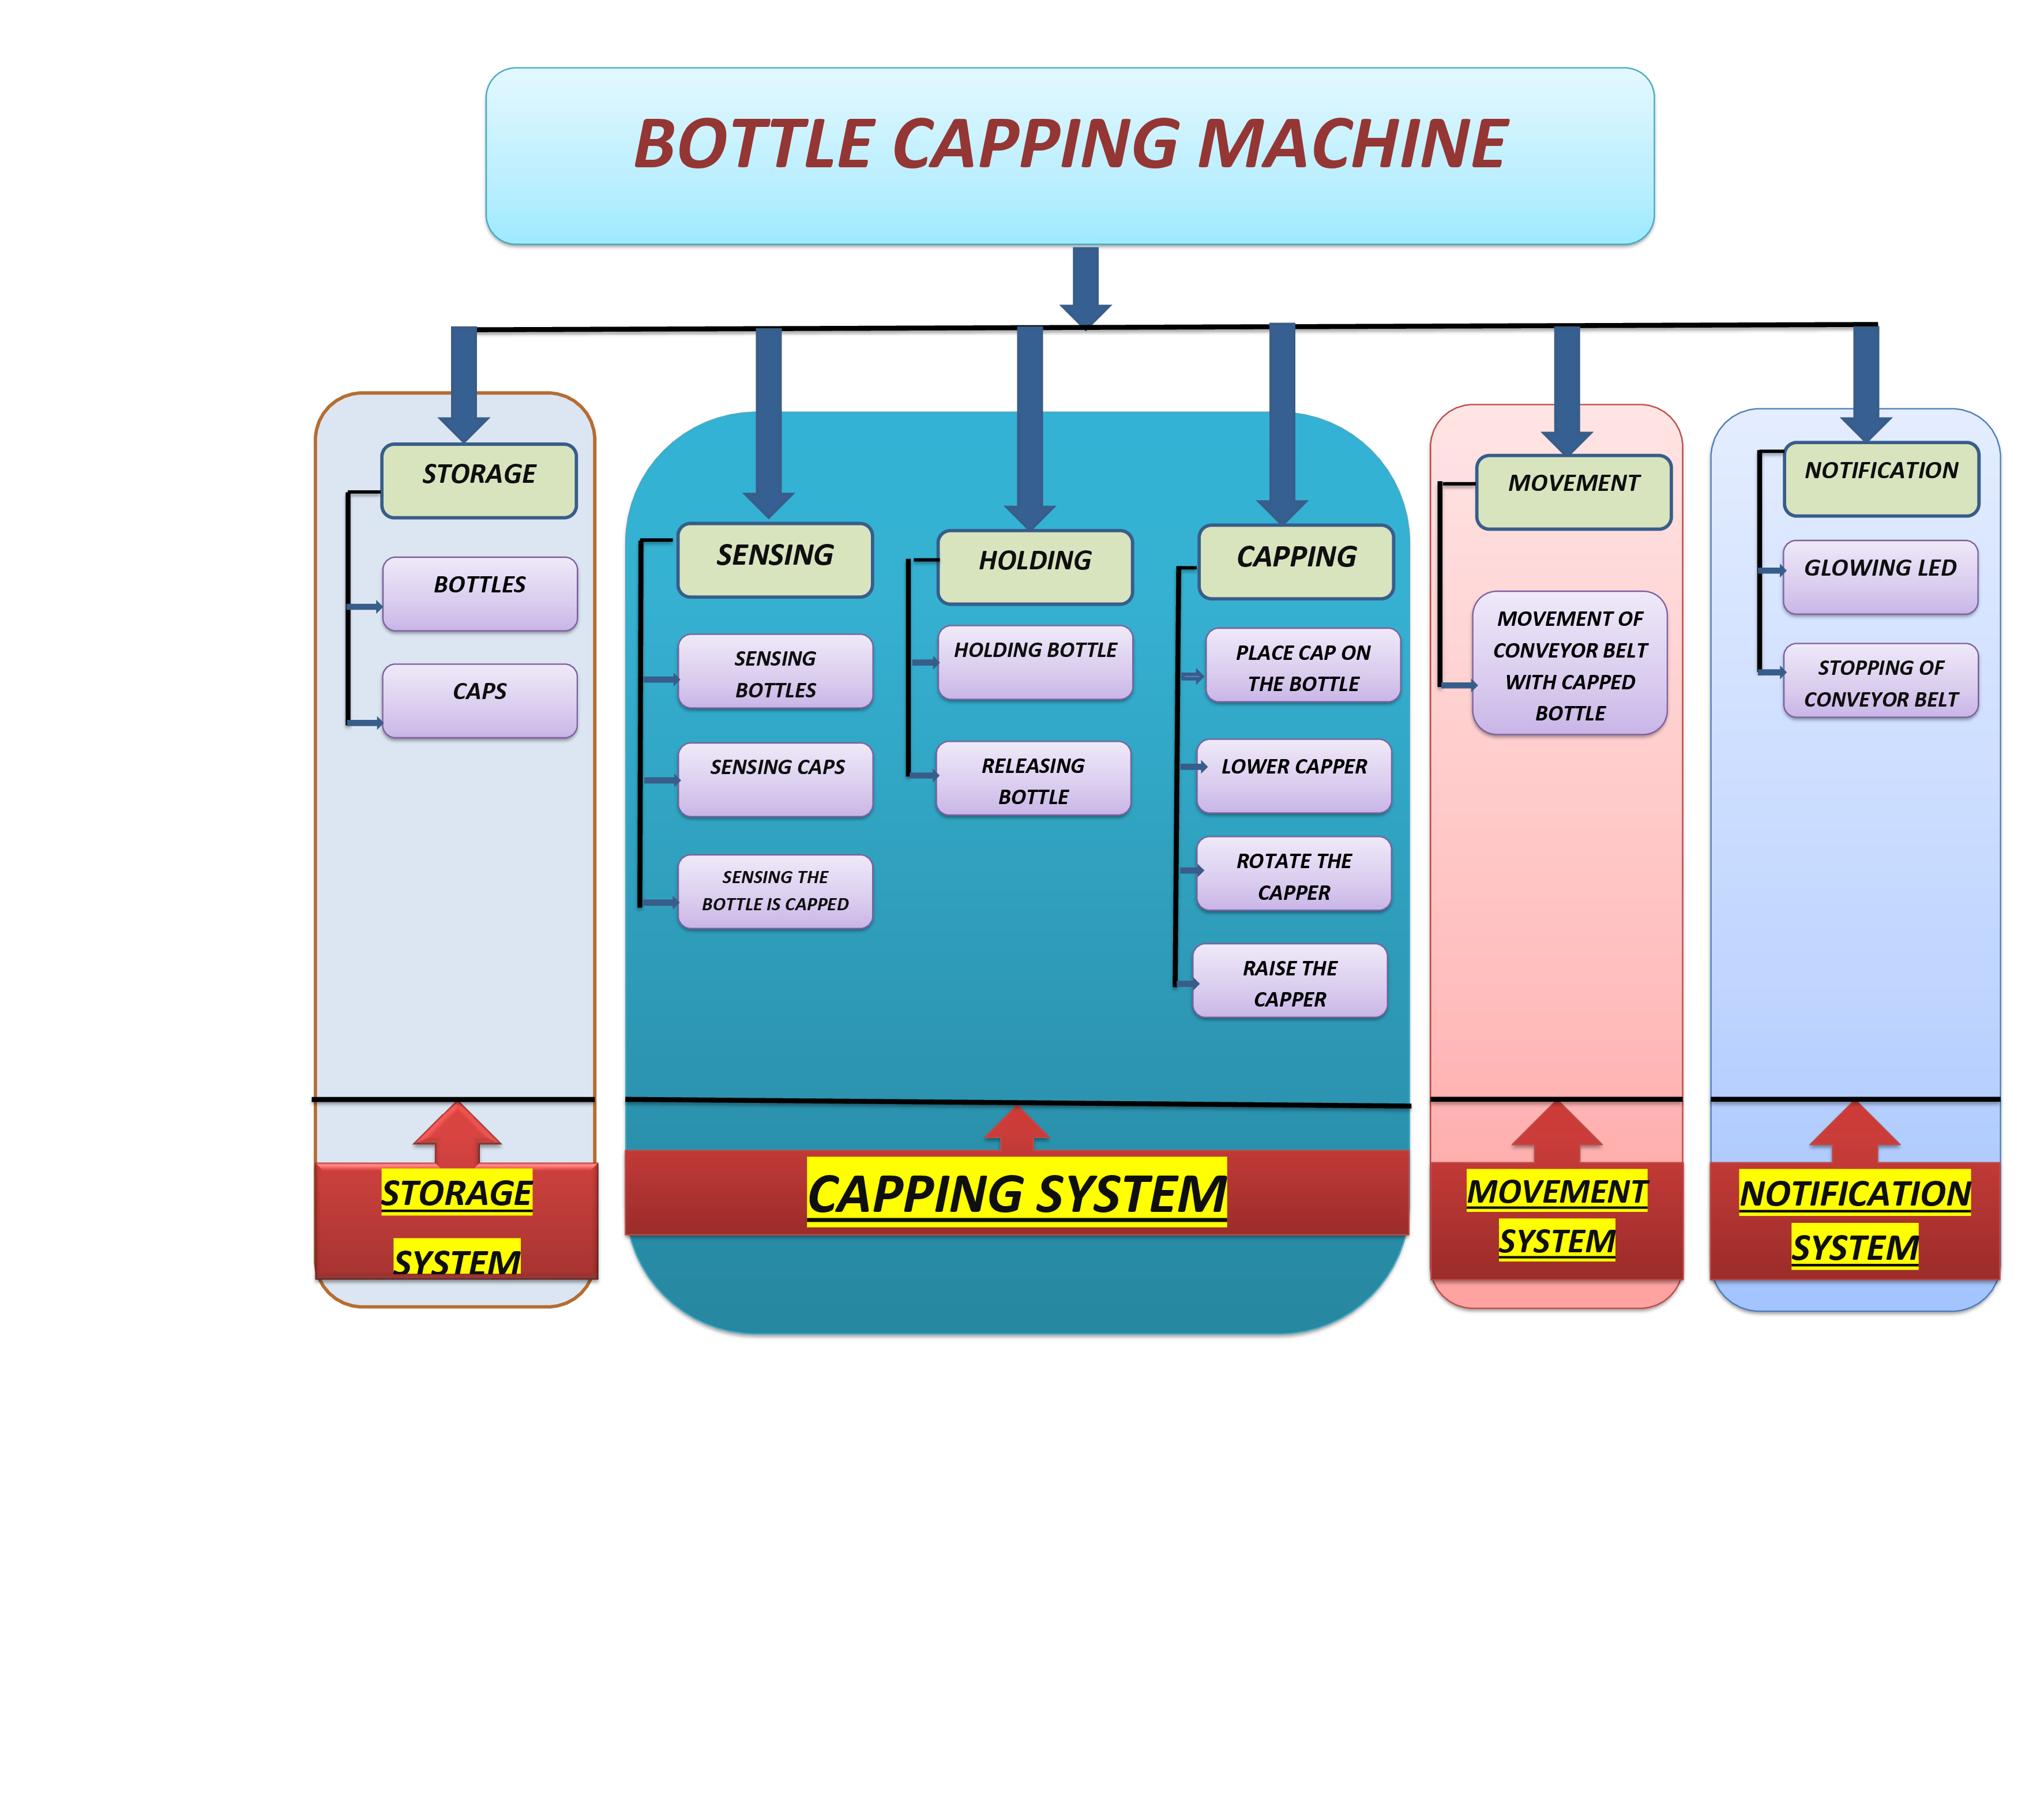 BOTTLE CAPPING MACHINE
STORAGE
BOTTLES
CAPS
SENSING
SENSING
BOTTLES
SENSING CAPS
SENSING THE
BOTTLE IS CAPPED
HOLDING
HOLDING BOTTLE
RELEASING
BOTTLE
CAPPING
PLACE CAP ON
THE BOTTLE
LOWER CAPPER
ROTATE THE
CAPPER
RAISE THE
CAPPER
MOVEMENT
MOVEMENT OF
CONVEYOR BELT
WITH CAPPED
BOTTLE
NOTIFICATION
GLOWING LED
STOPPING OF
CONVEYOR BELT
STORAGE
SYSTEM
CAPPING SYSTEM
MOVEMENT
SYSTEM
NOTIFICATION
SYSTEM